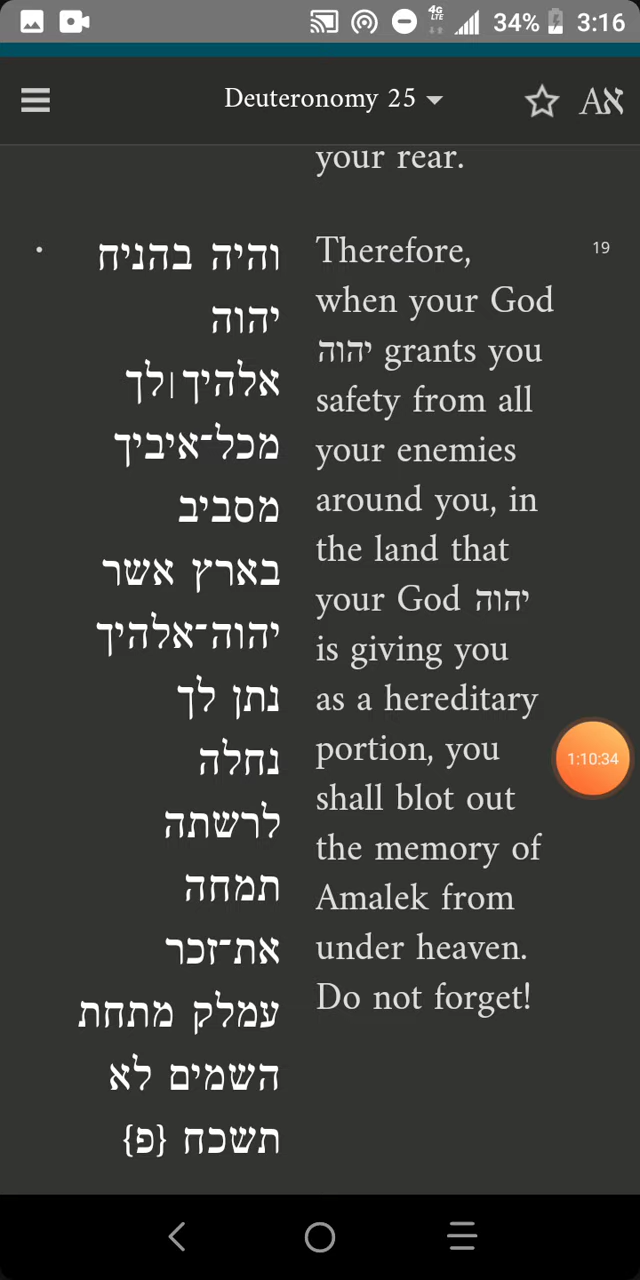 4G
LTE
34%
3:16
Deuteronomy 25
Aא
your rear.
והיה בהניח
יהוה
אלהיך׀לך
מכל־איביך
מסביב
בארץ אשר
יהוה־אלהיך
נתן לך
נחלה
לרשתה
תמחה
את־זכר
עמלק מתחת
השמים לא
תשכח {פ}
Therefore,
when your God
יהוה grants you
safety from all
your enemies
around you, in
the land that
your God יהוה
is giving you
as a hereditary
portion, you
shall blot out
the memory of
Amalek from
under heaven.
Do not forget!
19
1:10:34